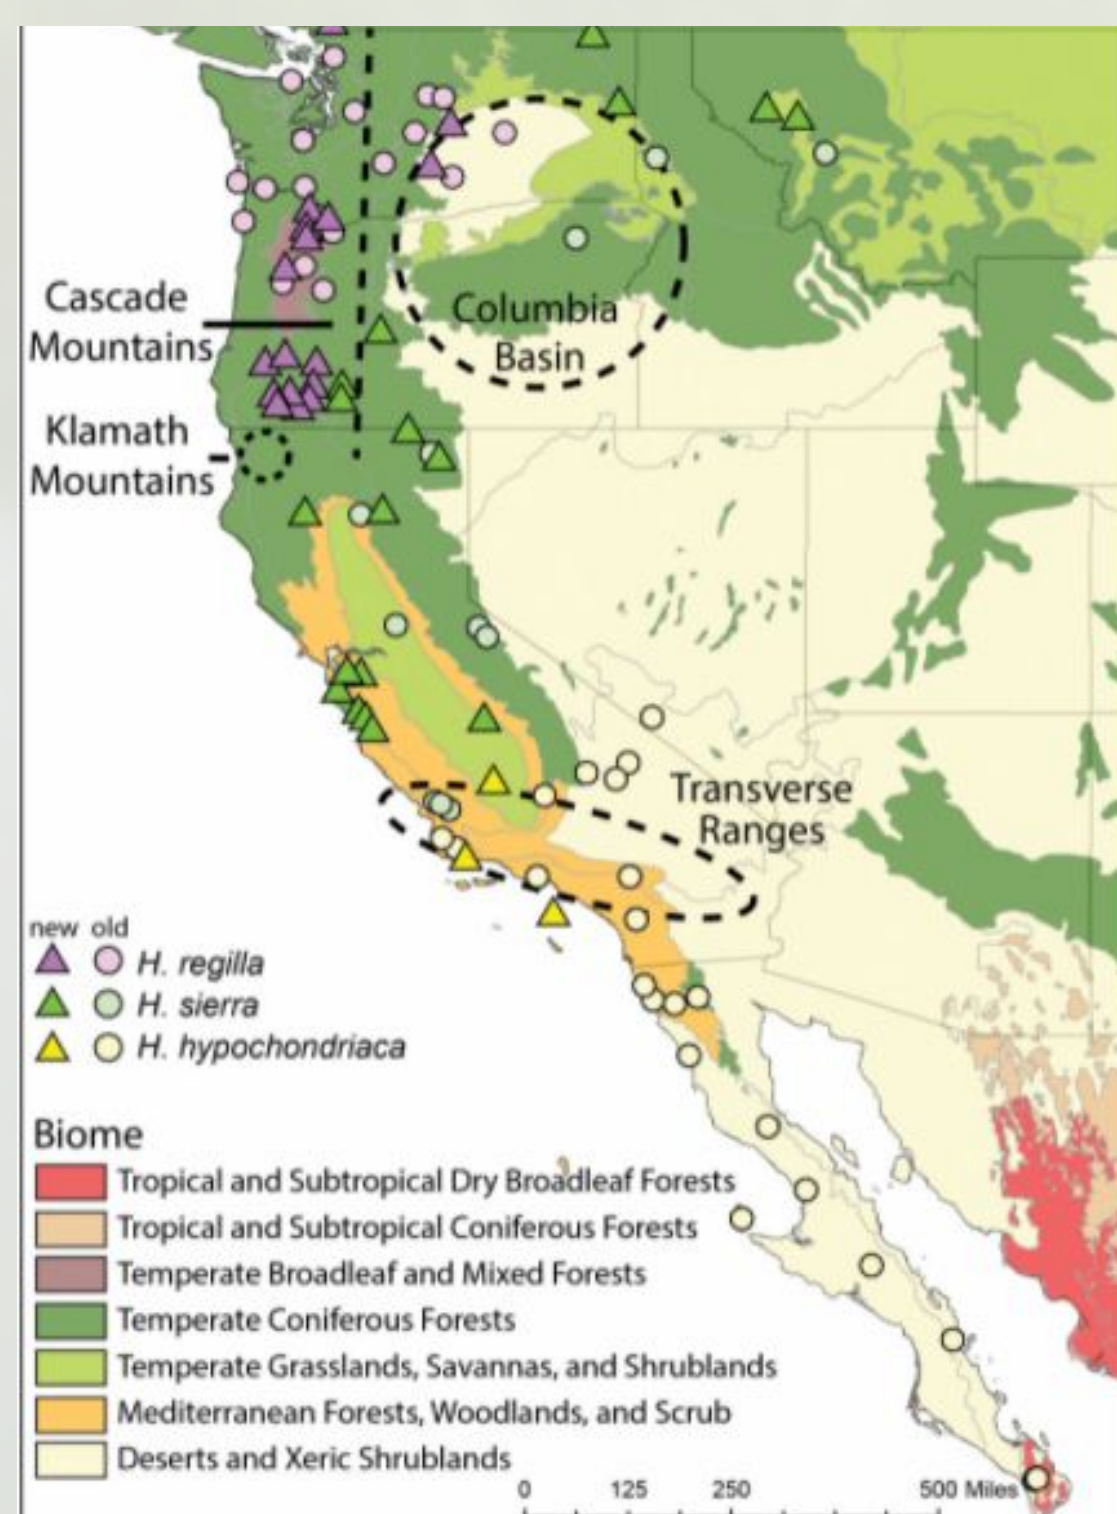 Cascade
Mountains
Columbia
Basin
Klamath
Mountains
Transverse
Ranges
new old
H. regilla
H. sierra
H. hypochondriaca
Biome
Tropical and Subtropical Dry Broadleaf Forests
Tropical and Subtropical Coniferous Forests
Temperate Broadleaf and Mixed Forests
Temperate Coniferous Forests
Temperate Grasslands, Savannas, and Shrublands
Mediterranean Forests, Woodlands, and Scrub
Deserts and Xeric Shrublands
0 125 250 500 Miles